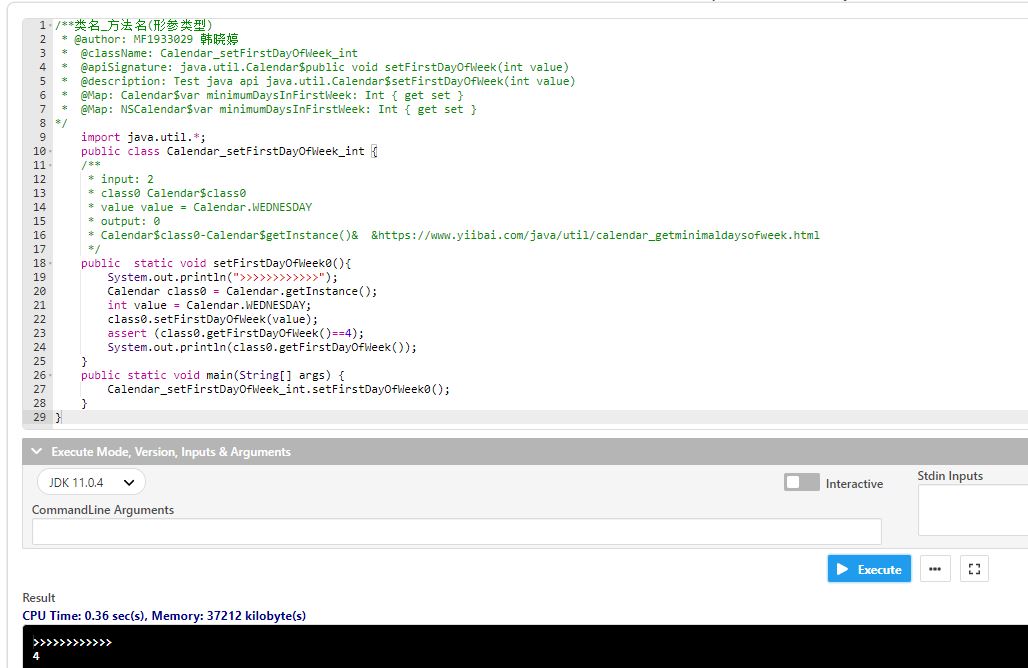 1 /**类名_方法名(形参类型)
2 * @author: MF1933029 韩晓婷
3 * @className: Calendar_setFirstDayOfWeek_int
4 * @apiSignature: java.util.Calendar$public void setFirstDayOfWeek(int value)
5 * @description: Test java api java.util.Calendar$setFirstDayOfWeek(int value)
6 * @Map: Calendar$var minimumDaysInFirstWeek: Int { get set }
7 * @Map: NSCalendar$var minimumDaysInFirstWeek: Int { get set }
8 */
9 import java.util.*;
10 public class Calendar_setFirstDayOfWeek_int {
11 /**
12 * input: 2
13 * class0 Calendar$class0
14 * value value = Calendar.WEDNESDAY
15 * output: 0
16 * Calendar$class0-Calendar$getInstance()& &https://www.yiibai.com/java/util/calendar_getminimaldaysofweek.html
17 */
18 public static void setFirstDayOfWeek0(){
19 System.out.println(">>>>>>>>>>>>");
20 Calendar class0 = Calendar.getInstance();
21 int value = Calendar.WEDNESDAY;
22 class0.setFirstDayOfWeek(value);
23 assert (class0.getFirstDayOfWeek()==4);
24 System.out.println(class0.getFirstDayOfWeek());
25 }
26 public static void main(String[] args) {
27 Calendar_setFirstDayOfWeek_int.setFirstDayOfWeek0();
28 }
29 }
Execute Mode, Version, Inputs & Arguments
JDK 11.0.4
Interactive
Stdin Inputs
CommandLine Arguments
Execute
•••
Result
CPU Time: 0.36 sec(s), Memory: 37212 kilobyte(s)
>>>>>>>>>>>>
4